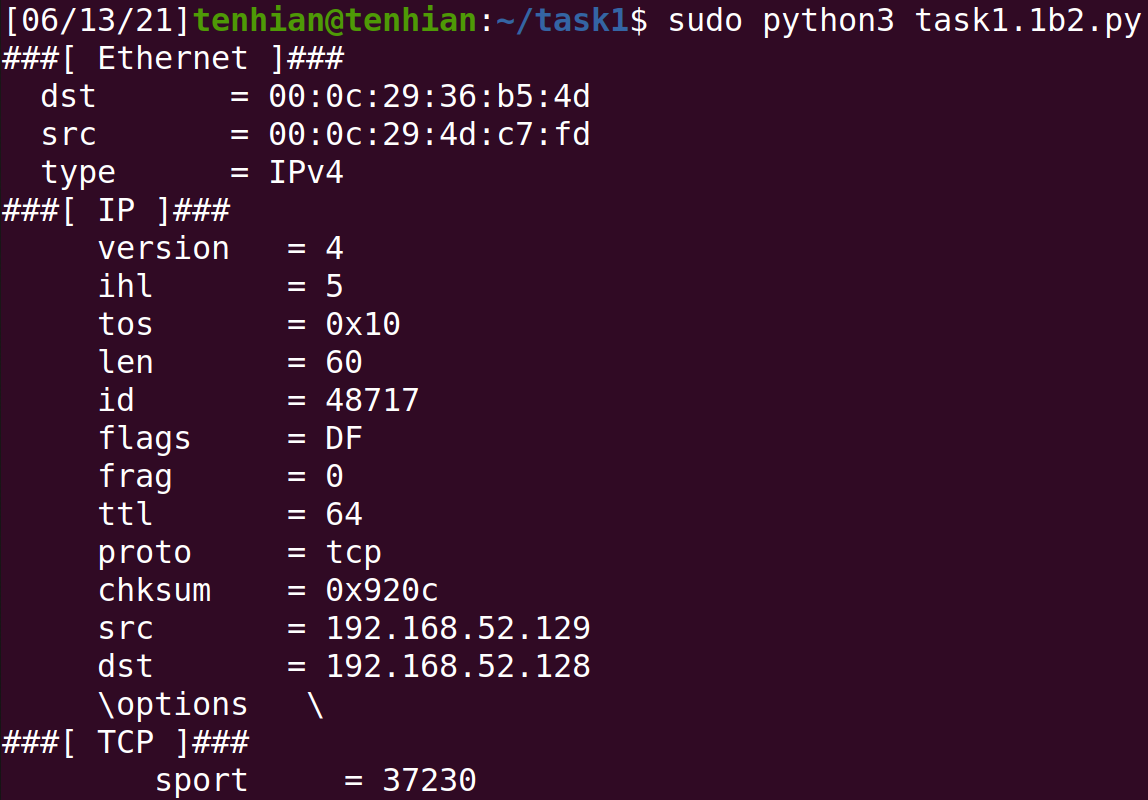 [06/13/21]tenhian@tenhian:~/task1$ sudo python3 task1.1b2.py
###[ Ethernet ]###
  dst       = 00:0c:29:36:b5:4d
  src       = 00:0c:29:4d:c7:fd
  type      = IPv4
###[ IP ]###
     version   = 4
     ihl       = 5
     tos       = 0x10
     len       = 60
     id        = 48717
     flags     = DF
     frag      = 0
     ttl       = 64
     proto     = tcp
     chksum    = 0x920c
     src       = 192.168.52.129
     dst       = 192.168.52.128
     \options   \
###[ TCP ]###
        sport     = 37230